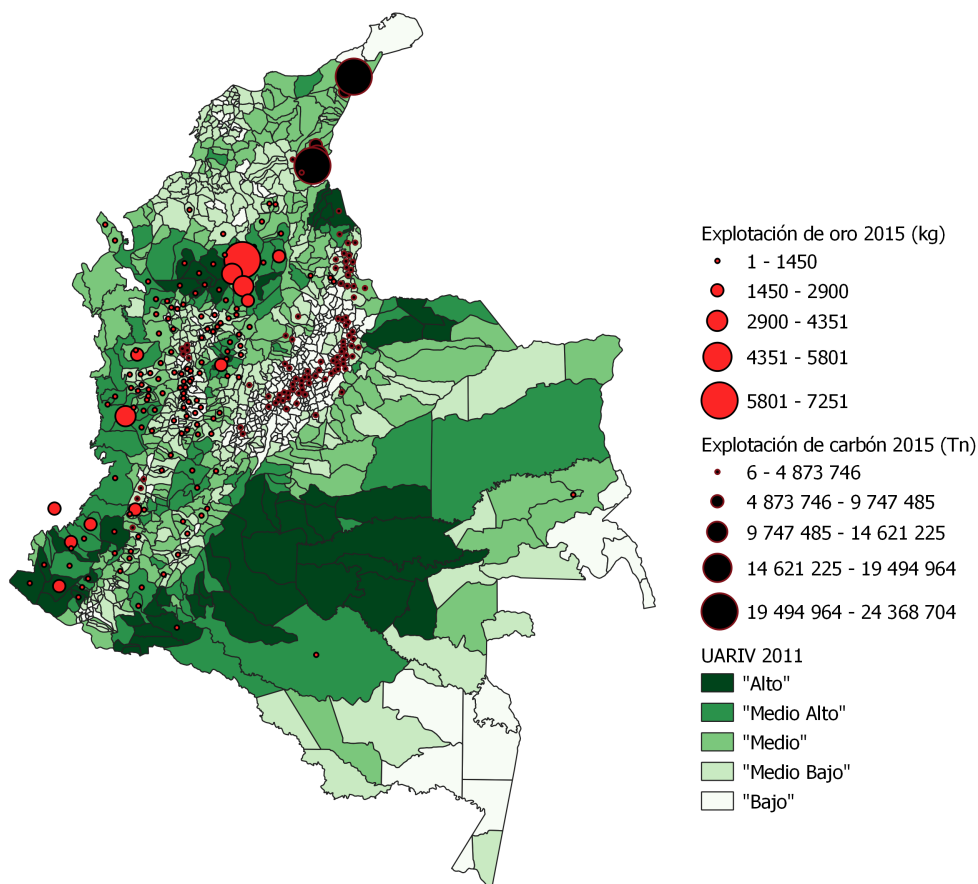 Explotación de oro 2015 (kg)
1 - 1450
1450 - 2900
2900 - 4351
4351 - 5801
5801 - 7251
Explotación de carbón 2015 (Tn)
6 - 4 873 746
4 873 746 - 9 747 485
9 747 485 - 14 621 225
14 621 225 - 19 494 964
19 494 964 - 24 368 704
UARIV 2011
"Alto"
"Medio Alto"
"Medio"
"Medio Bajo"
"Bajo"